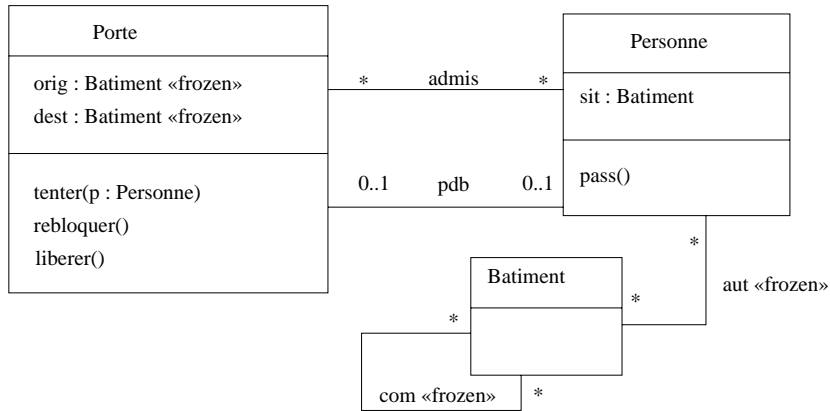 Porte
orig : Batiment «frozen»
dest : Batiment «frozen»
tenter(p : Personne)
rebloquer()
liberer()
* admis *
0..1 pdb 0..1
Personne
sit : Batiment
pass()
*
aut «frozen»
Batiment
*
*
com «frozen»
*